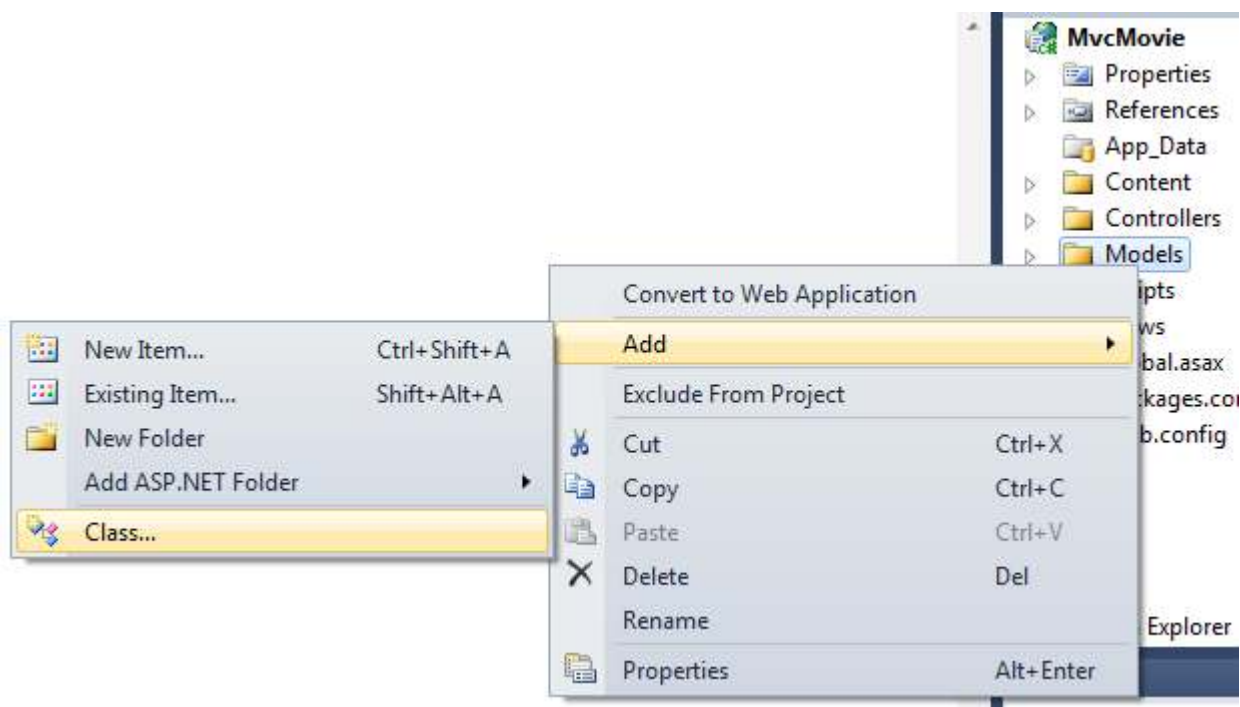 MvcMovie
Properties
References
App_Data
Content
Controllers
Models
ipts
ws
bal.asax
kages.co
b.config
Explorer
Convert to Web Application
Add
Exclude From Project
Cut Ctrl+X
Copy Ctrl+C
Paste Ctrl+V
Delete Del
Rename
Properties Alt+Enter
New Item... Ctrl+Shift+A
Existing Item... Shift+Alt+A
New Folder
Add ASP.NET Folder
Class...